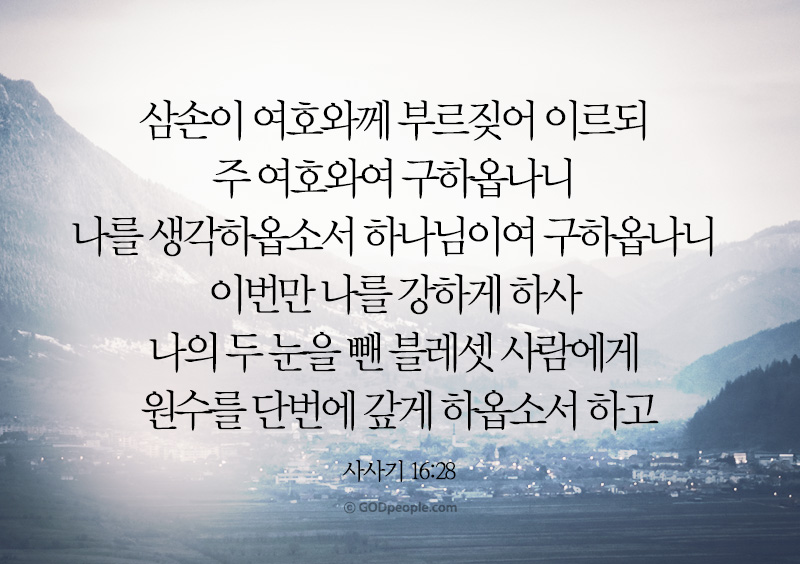 삼손이 여호와께 부르짖어 이르되
주 여호와여 구하옵나니
나를 생각하옵소서 하나님이여 구하옵나니
이번만 나를 강하게 하사
나의 두 눈을 뺀 블레셋 사람에게
원수를 단번에 갚게 하옵소서 하고
사사기 16:28
© GODpeople.com